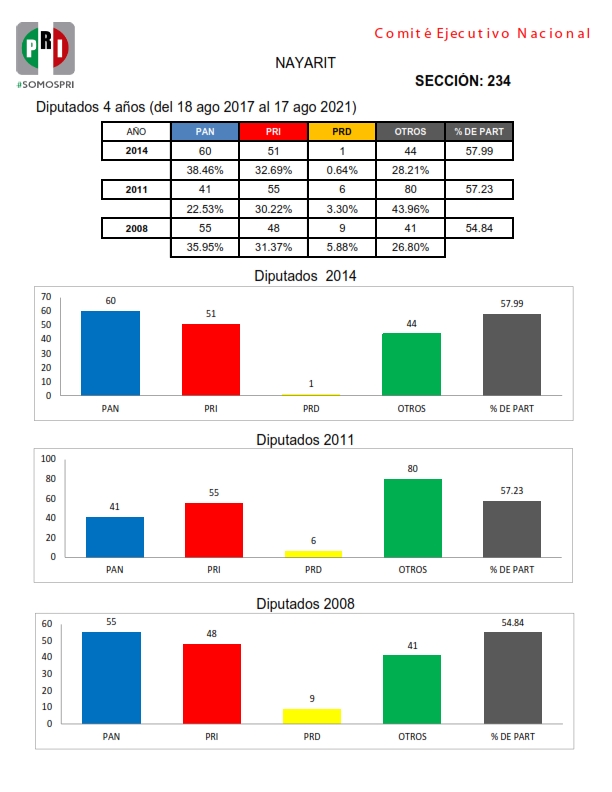 Comité Ejecutivo Nacional
PRI
#SOMOSPRI
NAYARIT
SECCIÓN: 234
Diputados 4 años (del 18 ago 2017 al 17 ago 2021)
AÑO PAN PRI PRD OTROS % DE PART
2014 60 51 1 44 57.99
38.46% 32.69% 0.64% 28.21%
2011 41 55 6 80 57.23
22.53% 30.22% 3.30% 43.96%
2008 55 48 9 41 54.84
35.95% 31.37% 5.88% 26.80%
Diputados 2014
70
60
50
40
30
20
10
0
60 51 1 44 57.99
PAN PRI PRD OTROS % DE PART
Diputados 2011
100
80
60
40
20
0
41 55 6 80 57.23
PAN PRI PRD OTROS % DE PART
Diputados 2008
60
50
40
30
20
10
0
55 48 9 41 54.84
PAN PRI PRD OTROS % DE PART